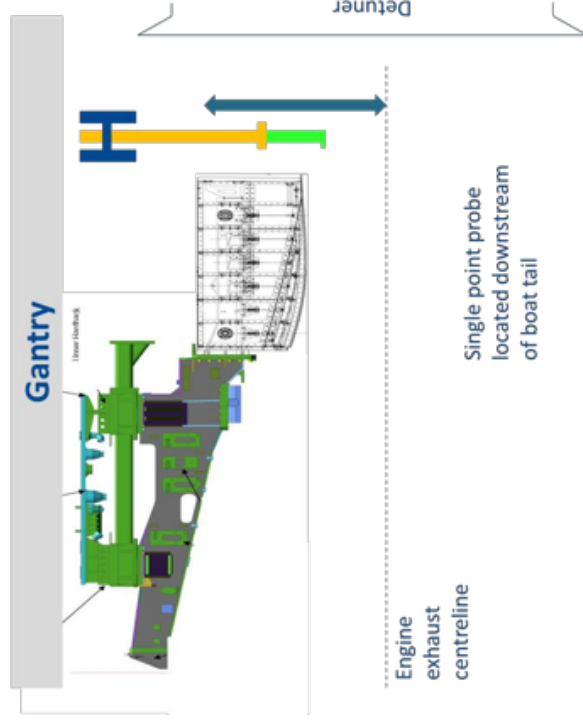 Gantry
Detuner
Engine
exhaust
centreline
Single point probe
located downstream
of boat tail